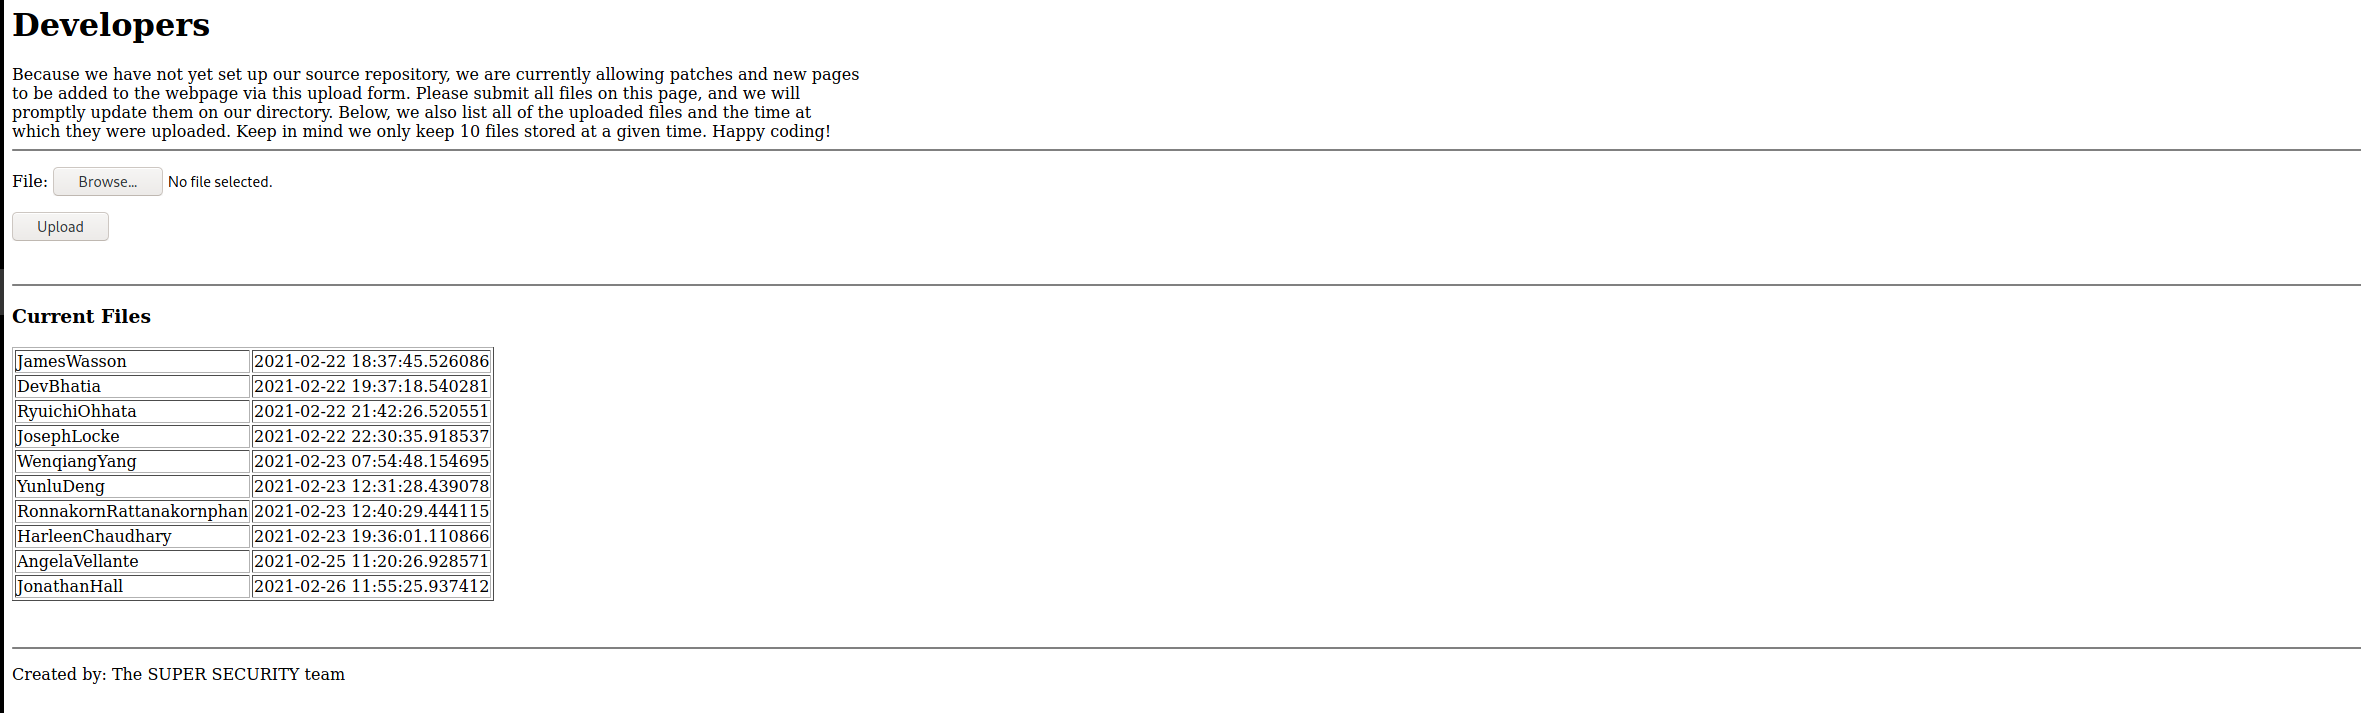 Developers
Because we have not yet set up our source repository, we are currently allowing patches and new pages
to be added to the webpage via this upload form. Please submit all files on this page, and we will
promptly update them on our directory. Below, we also list all of the uploaded files and the time at
which they were uploaded. Keep in mind we only keep 10 files stored at a given time. Happy coding!
File: Browse... No file selected.
Upload
Current Files
JamesWasson 2021-02-22 18:37:45.526086
DevBhatia 2021-02-22 19:37:18.540281
RyuichiOhhata 2021-02-22 21:42:26.520551
JosephLocke 2021-02-22 22:30:35.918537
WenqiangYang 2021-02-23 07:54:48.154695
YunluDeng 2021-02-23 12:31:28.439078
RonnakornRattanakornphan 2021-02-23 12:40:29.444115
HarleenChaudhary 2021-02-23 19:36:01.110866
AngelaVellante 2021-02-25 11:20:26.928571
JonathanHall 2021-02-26 11:55:25.937412
Created by: The SUPER SECURITY team